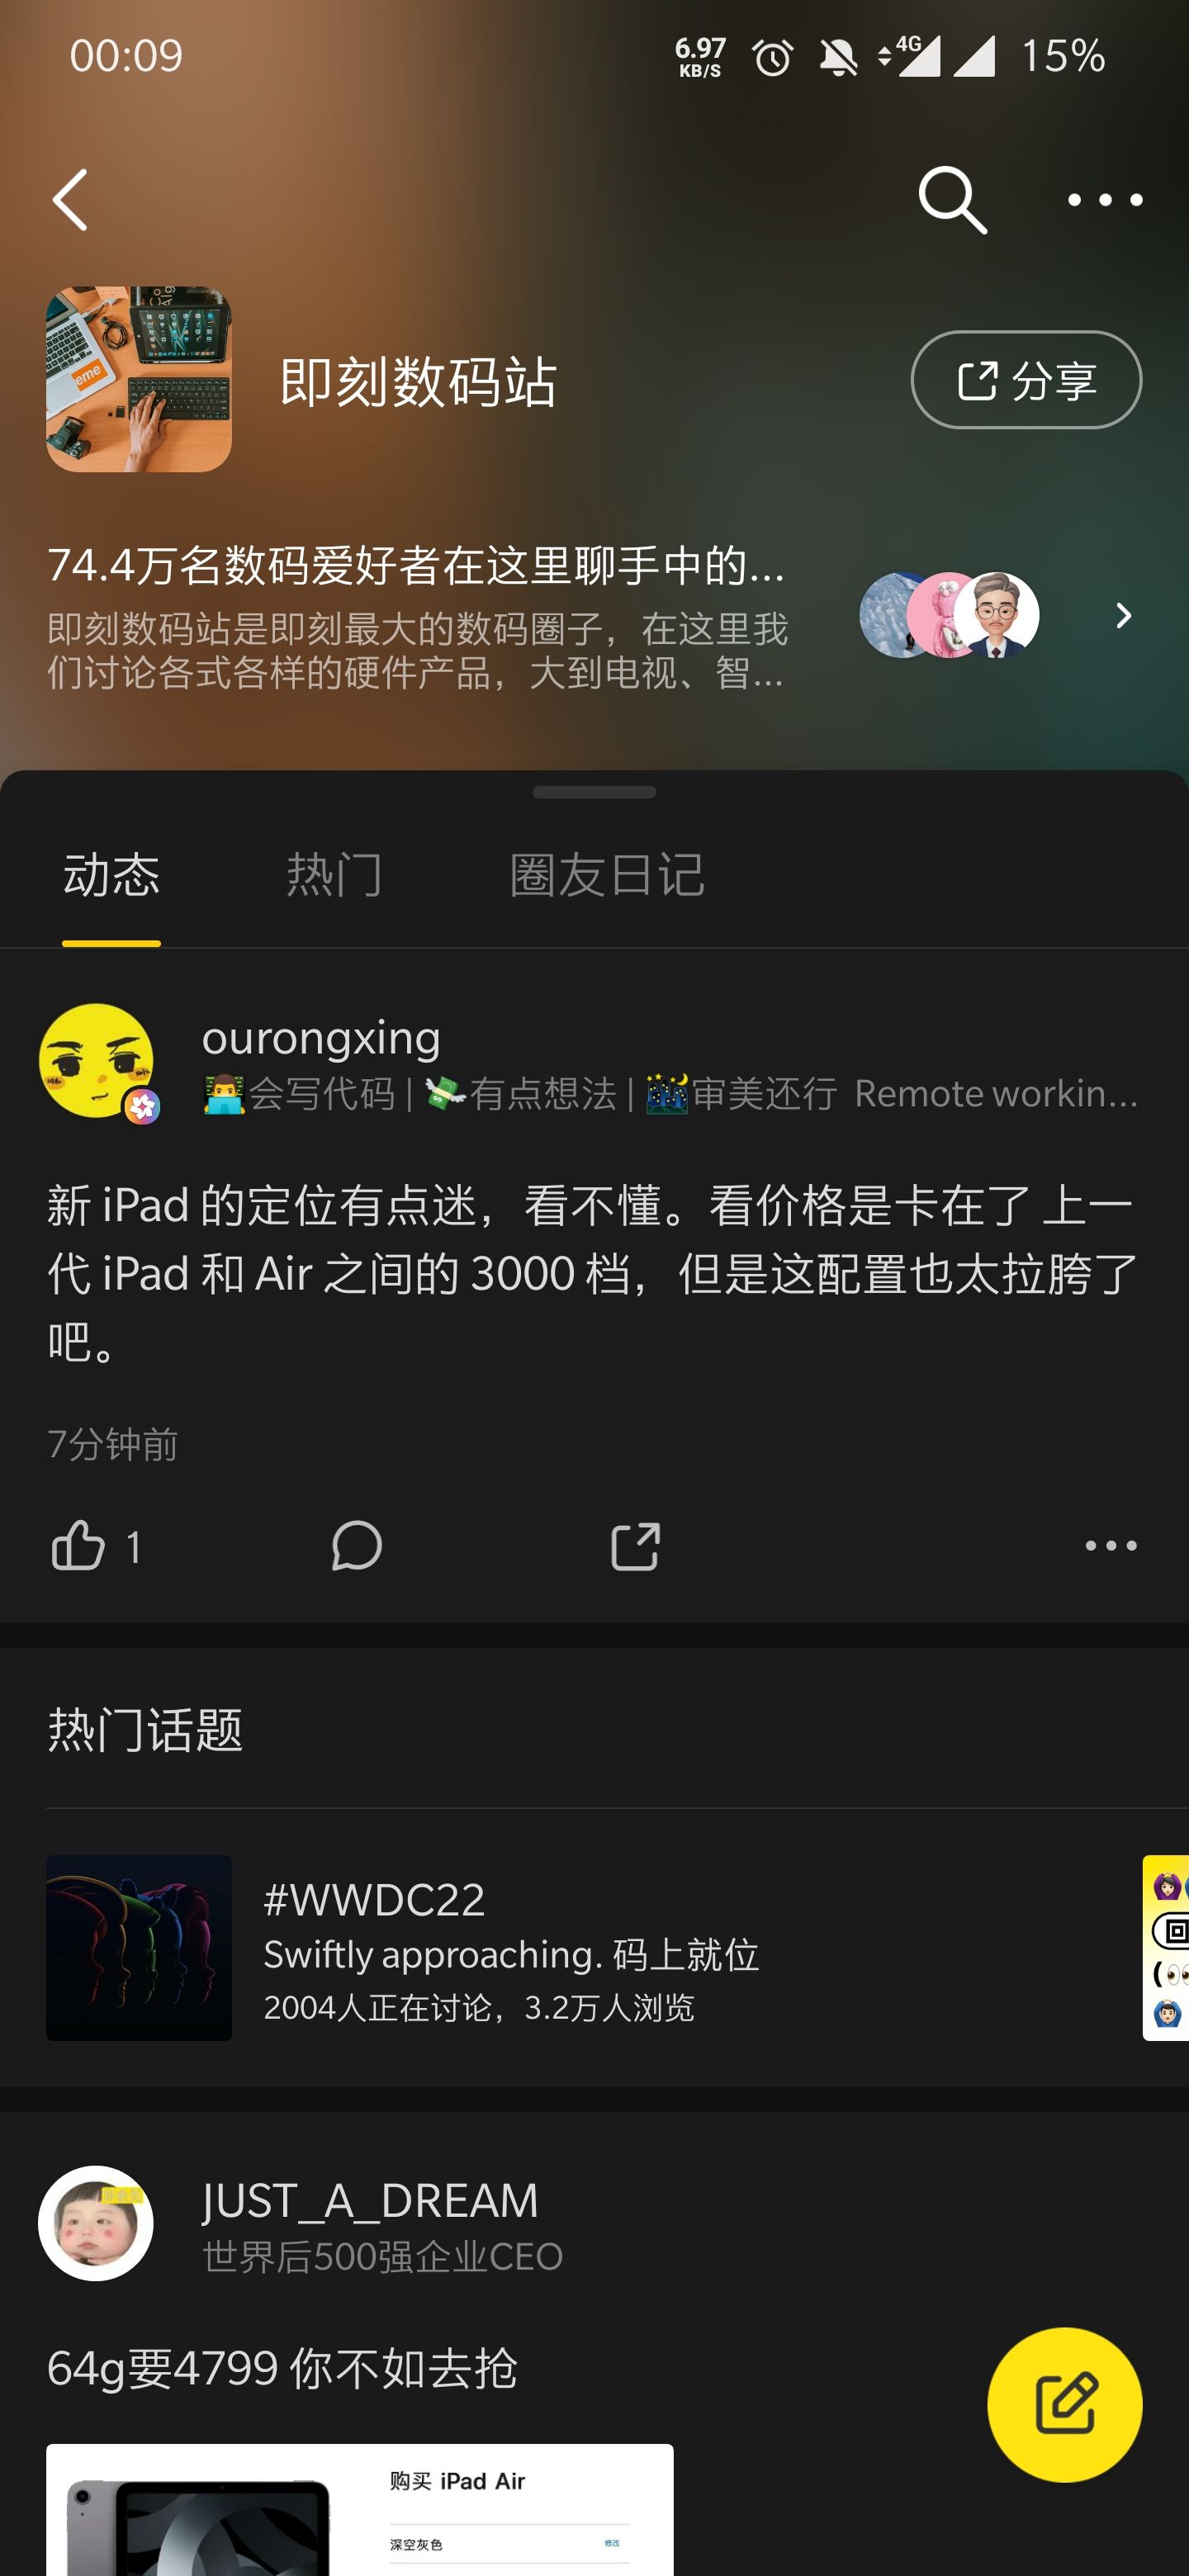 00:09
6.97
KB/S
4G
15%
eme
即刻数码站
分享
74.4万名数码爱好者在这里聊手中的...
即刻数码站是即刻最大的数码圈子，在这里我
们讨论各式各样的硬件产品，大到电视、智...
动态
热门
圈友日记
ourongxing
会写代码 | 有点想法 | 审美还行 Remote workin...
新 iPad 的定位有点迷，看不懂。看价格是卡在了 上一
代 iPad 和 Air 之间的 3000 档，但是这配置也太拉胯了
吧。
7分钟前
1
热门话题
#WWDC22
Swiftly approaching. 码上就位
2004人正在讨论，3.2万人浏览
JUST_A_DREAM
世界后500强企业CEO
64g要4799 你不如去抢
购买 iPad Air
深空灰色
修改